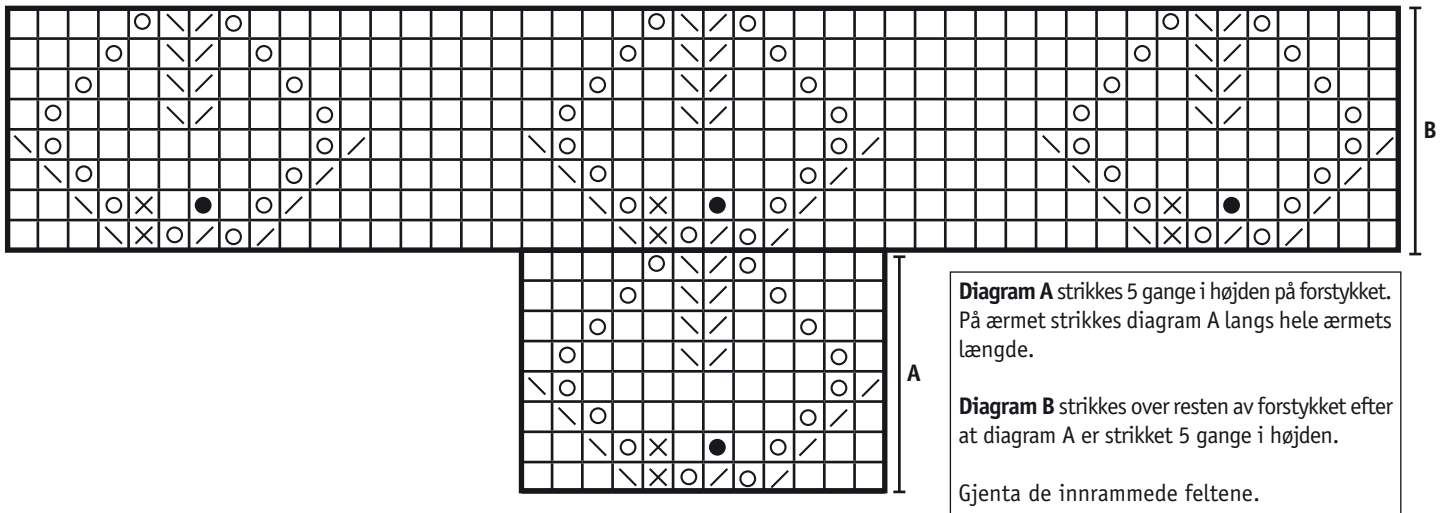 B
A
Diagram A strikkes 5 gange i højden på forstykket.
På ærmet strikkes diagram A langs hele ærmets
længde.
Diagram B strikkes over resten av forstykket efter
at diagram A er strikket 5 gange i højden.
Gjenta de innrammede feltene.